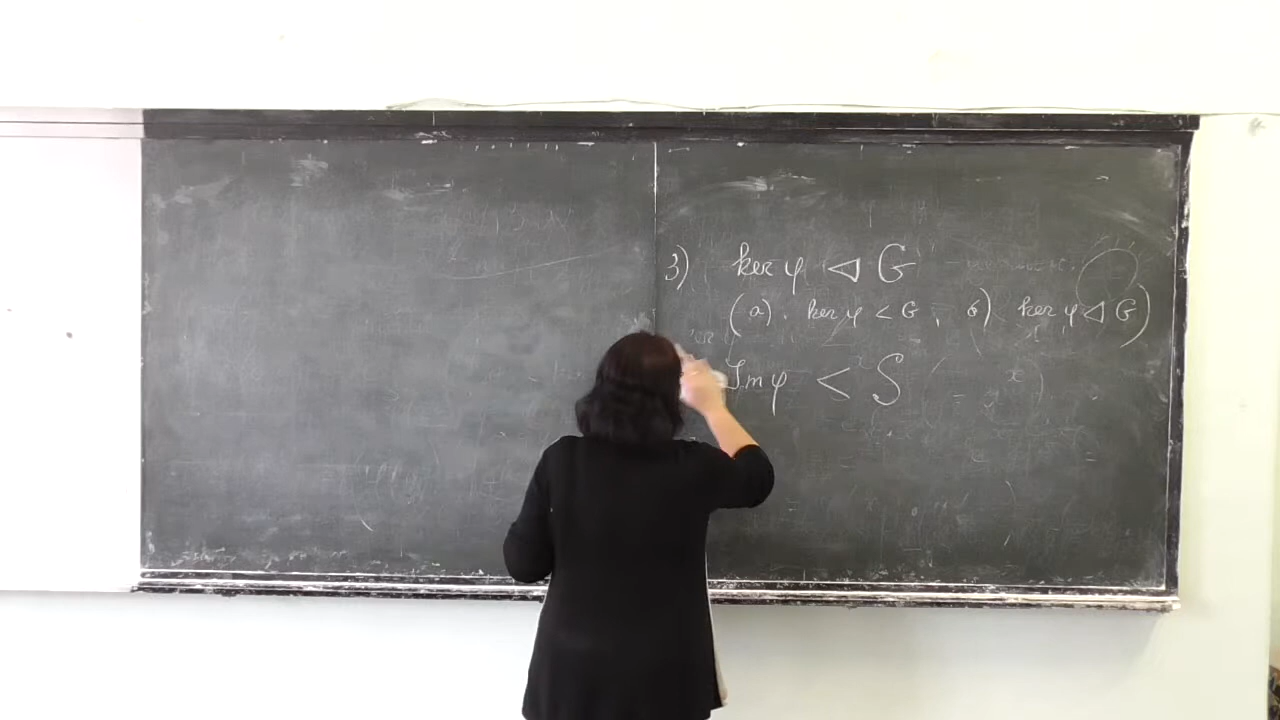 3) ker φ ⊲ G
(а). ker φ < G, б) ker φ ⊲ G)
Im φ < S